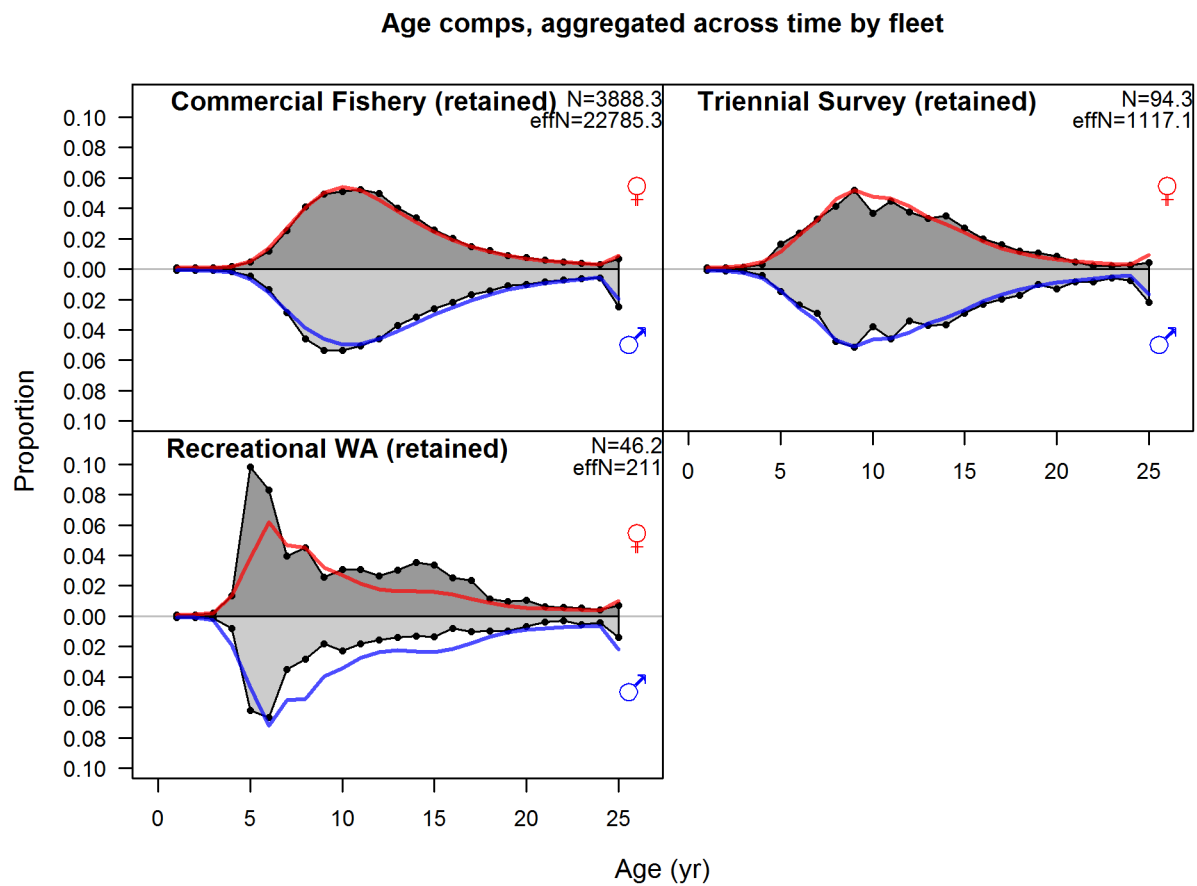 Age comps, aggregated across time by fleet
Commercial Fishery (retained) N=3888.3
effN=22785.3
Triennial Survey (retained) N=94.3
effN=1117.1
0.10
0.08
0.06
0.04
0.02
0.00
0.02
0.04
0.06
0.08
0.10
♀
♂
♀
♂
Recreational WA (retained) N=46.2
effN=211
0.10
0.08
0.06
0.04
0.02
0.00
0.02
0.04
0.06
0.08
0.10
♀
♂
0 5 10 15 20 25
0 5 10 15 20 25
Proportion
Age (yr)